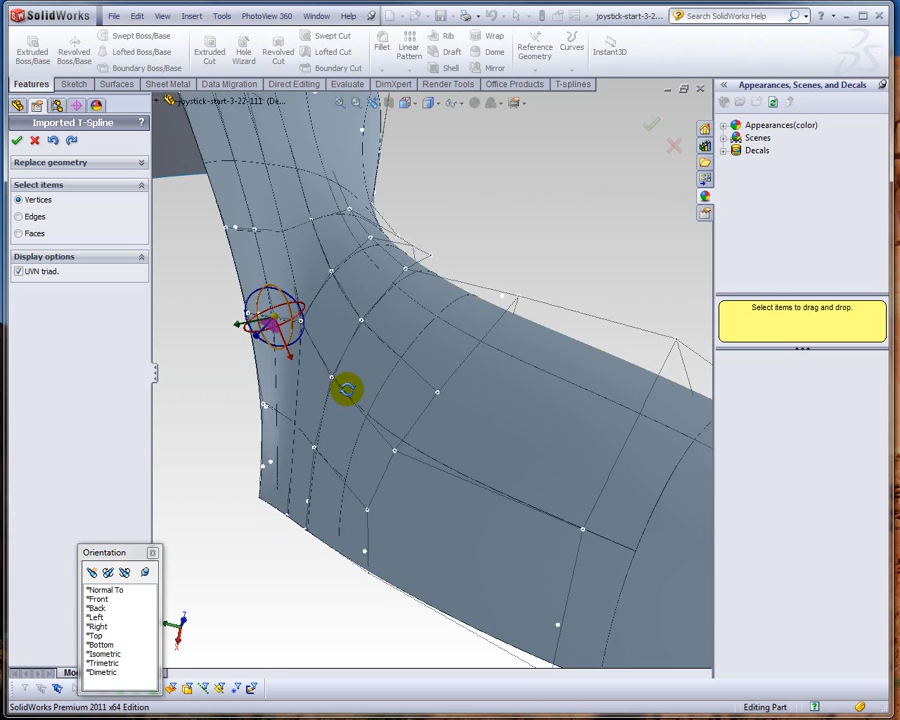 SolidWorks
File Edit View Insert Tools PhotoView 360 Window Help
joystick-start-3-2...
Search SolidWorks Help
Extruded Boss/Base
Revolved Boss/Base
Swept Boss/Base
Lofted Boss/Base
Boundary Boss/Base
Extruded Cut
Hole Wizard
Revolved Cut
Swept Cut
Lofted Cut
Boundary Cut
Fillet
Linear Pattern
Rib
Draft
Shell
Wrap
Dome
Mirror
Reference Geometry
Curves
Instant3D
Features Sketch Surfaces Sheet Metal Data Migration Direct Editing Evaluate DimXpert Render Tools Office Products T-splines
joystick-start-3-22-111 (De...
Imported T-Spline ?
Replace geometry
Select items
Vertices
Edges
Faces
Display options
UVN triad.
Appearances, Scenes, and Decals
Appearances(color)
Scenes
Decals
Select items to drag and drop.
Orientation
*Normal To
*Front
*Back
*Left
*Right
*Top
*Bottom
*Isometric
*Trimetric
*Dimetric
Z
X
SolidWorks Premium 2011 x64 Edition
Editing Part